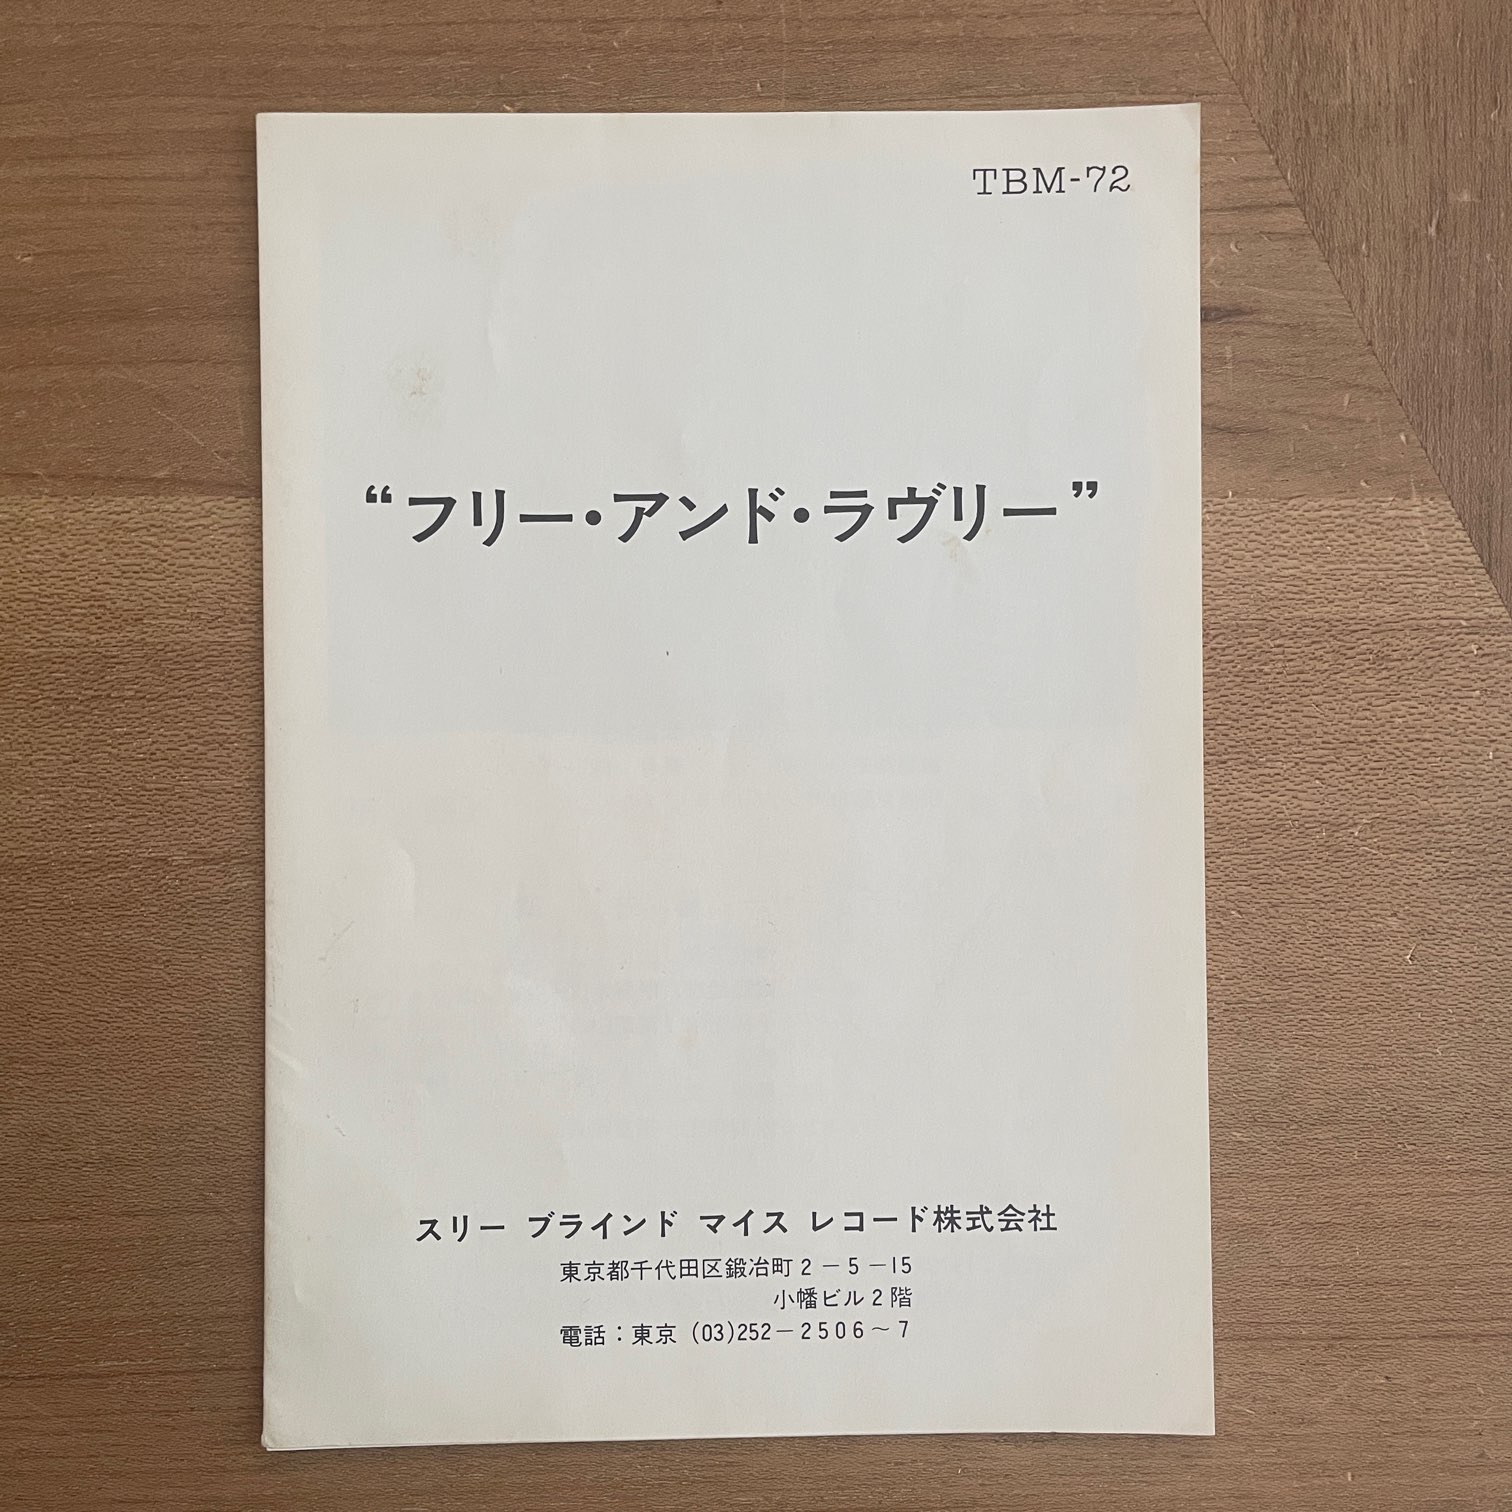 TBM-72
“フリー・アンド・ラヴリー”
スリー ブラインド マイス レコード株式会社
東京都千代田区鍛冶町2－5－15
小幡ビル2階
電話：東京 (03)252－2506～7